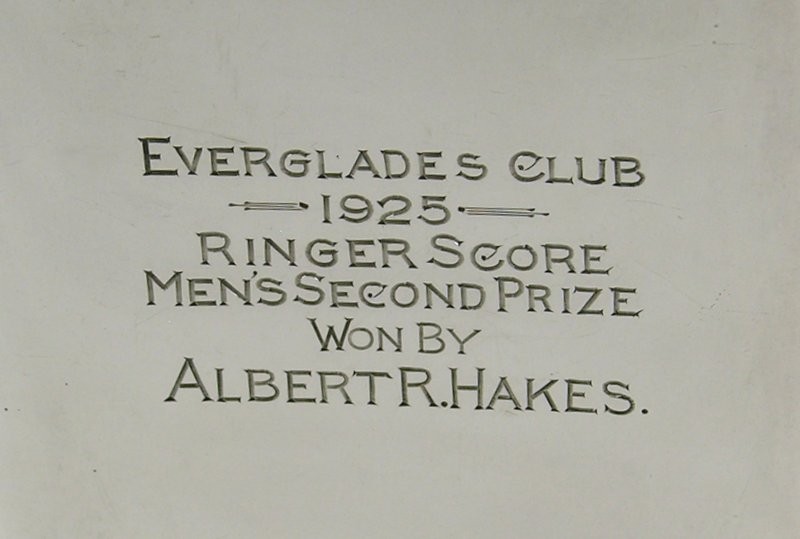 EVERGLADES CLUB
1925
RINGER SCORE
MEN'S SECOND PRIZE
WON BY
ALBERT R. HAKES.